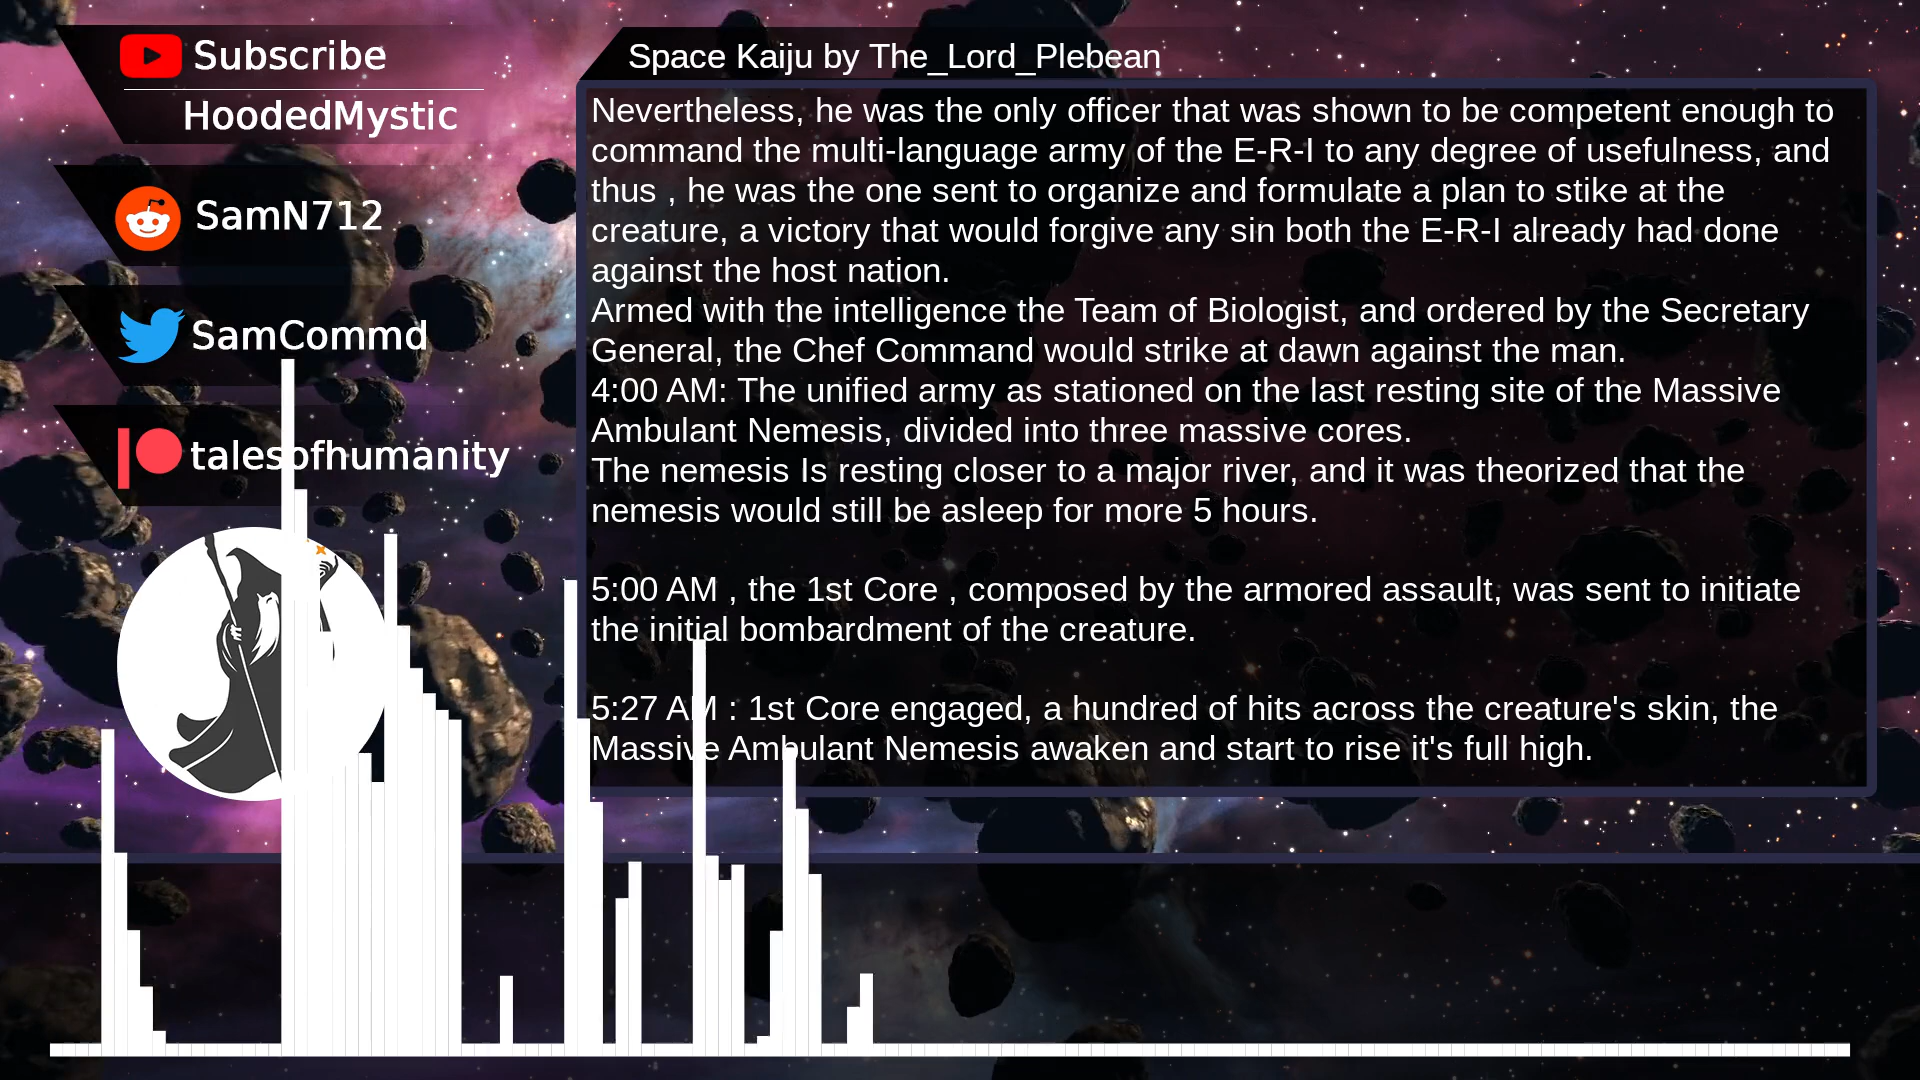 Subscribe
HoodedMystic
SamN712
SamCommd
talesofhumanity
Space Kaiju by The_Lord_Plebean
Nevertheless, he was the only officer that was shown to be competent enough to
command the multi-language army of the E-R-I to any degree of usefulness, and
thus , he was the one sent to organize and formulate a plan to stike at the
creature, a victory that would forgive any sin both the E-R-I already had done
against the host nation.
Armed with the intelligence the Team of Biologist, and ordered by the Secretary
General, the Chef Command would strike at dawn against the man.
4:00 AM: The unified army as stationed on the last resting site of the Massive
Ambulant Nemesis, divided into three massive cores.
The nemesis Is resting closer to a major river, and it was theorized that the
nemesis would still be asleep for more 5 hours.
5:00 AM , the 1st Core , composed by the armored assault, was sent to initiate
the initial bombardment of the creature.
5:27 AM : 1st Core engaged, a hundred of hits across the creature's skin, the
Massive Ambulant Nemesis awaken and start to rise it's full high.